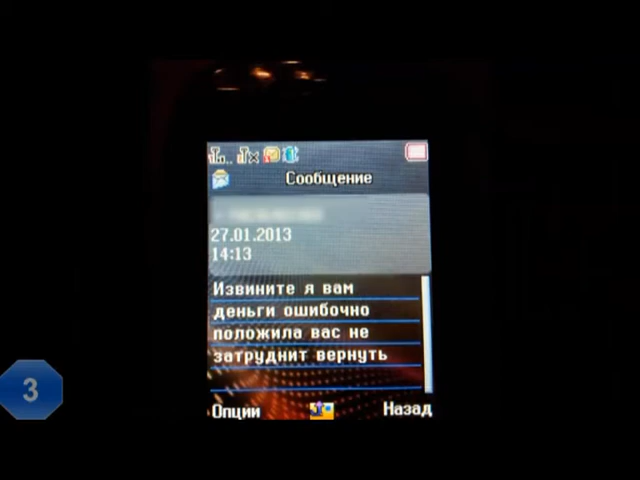 Сообщение
27.01.2013
14:13
Извините я вам
деньги ошибочно
положила вас не
затруднит вернуть
Опции Назад
3